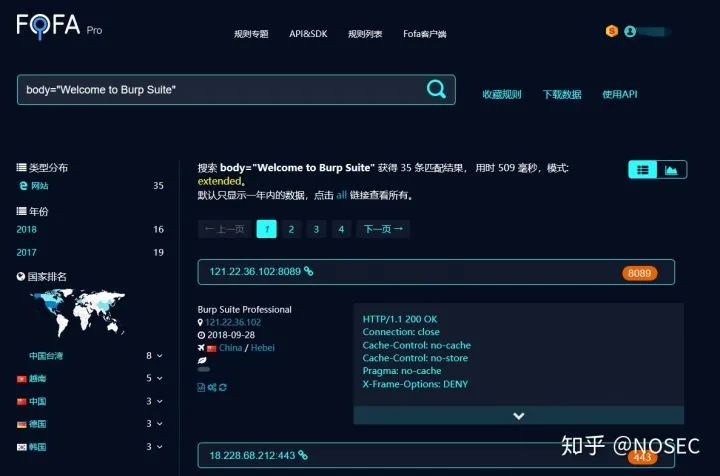 FOFA Pro
规则专题 API&SDK 规则列表 Fofa客户端
body="Welcome to Burp Suite"
收藏规则 下载数据 使用API
类型分布
网站 35
年份
2018 16
2017 19
国家排名
中国台湾 8
越南 5
中国 3
德国 3
韩国 3
搜索 body="Welcome to Burp Suite" 获得 35 条匹配结果， 用时 509 毫秒，模式:
extended。
默认只显示一年内的数据，点击 all 链接查看所有。
← 上一页 1 2 3 4 下一页 →
121.22.36.102:8089 8089
Burp Suite Professional
121.22.36.102
2018-09-28
China / Hebei
HTTP/1.1 200 OK
Connection: close
Cache-Control: no-cache
Cache-Control: no-store
Pragma: no-cache
X-Frame-Options: DENY
18.228.68.212:443 443
知乎 @NOSEC